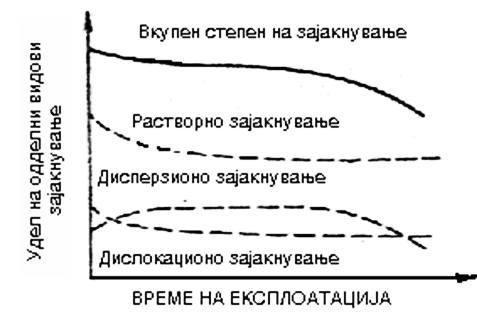 Вкупен степен на зајакнување
Растворно зајакнување
Дисперзионо зајакнување
Дислокационо зајакнување
Удел на одделни видови
зајакнување
ВРЕМЕ НА ЕКСПЛОАТАЦИЈА